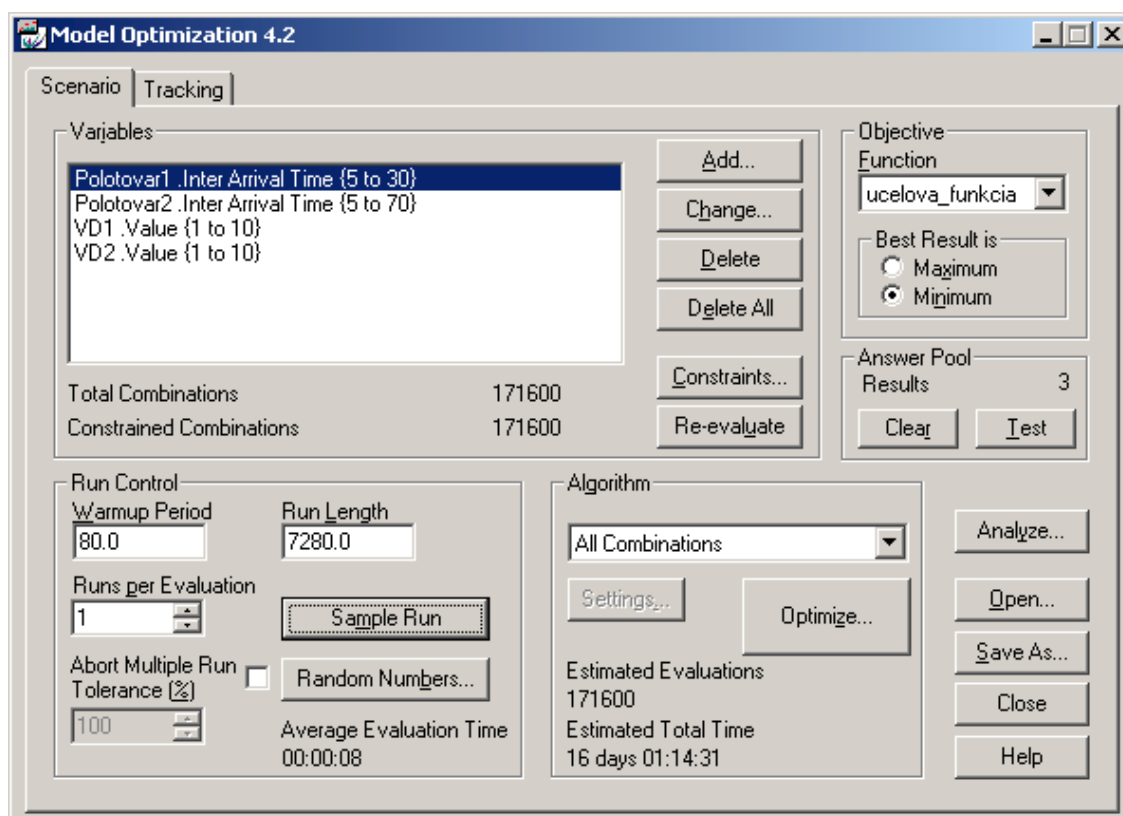 Model Optimization 4.2
Scenario
Tracking
Variables
Polotovar1 .Inter Arrival Time {5 to 30}
Polotovar2 .Inter Arrival Time {5 to 70}
VD1 .Value {1 to 10}
VD2 .Value {1 to 10}
Add...
Change...
Delete
Delete All
Constraints...
Re-evaluate
Total Combinations 171600
Constrained Combinations 171600
Objective
Function
ucelova_funkcia
Best Result is
Maximum
Minimum
Answer Pool
Results 3
Clear
Test
Run Control
Warmup Period
80.0
Run Length
7280.0
Runs per Evaluation
1
Sample Run
Abort Multiple Run
Tolerance (%)
100
Random Numbers...
Average Evaluation Time
00:00:08
Algorithm
All Combinations
Settings...
Optimize...
Estimated Evaluations
171600
Estimated Total Time
16 days 01:14:31
Analyze...
Open...
Save As...
Close
Help